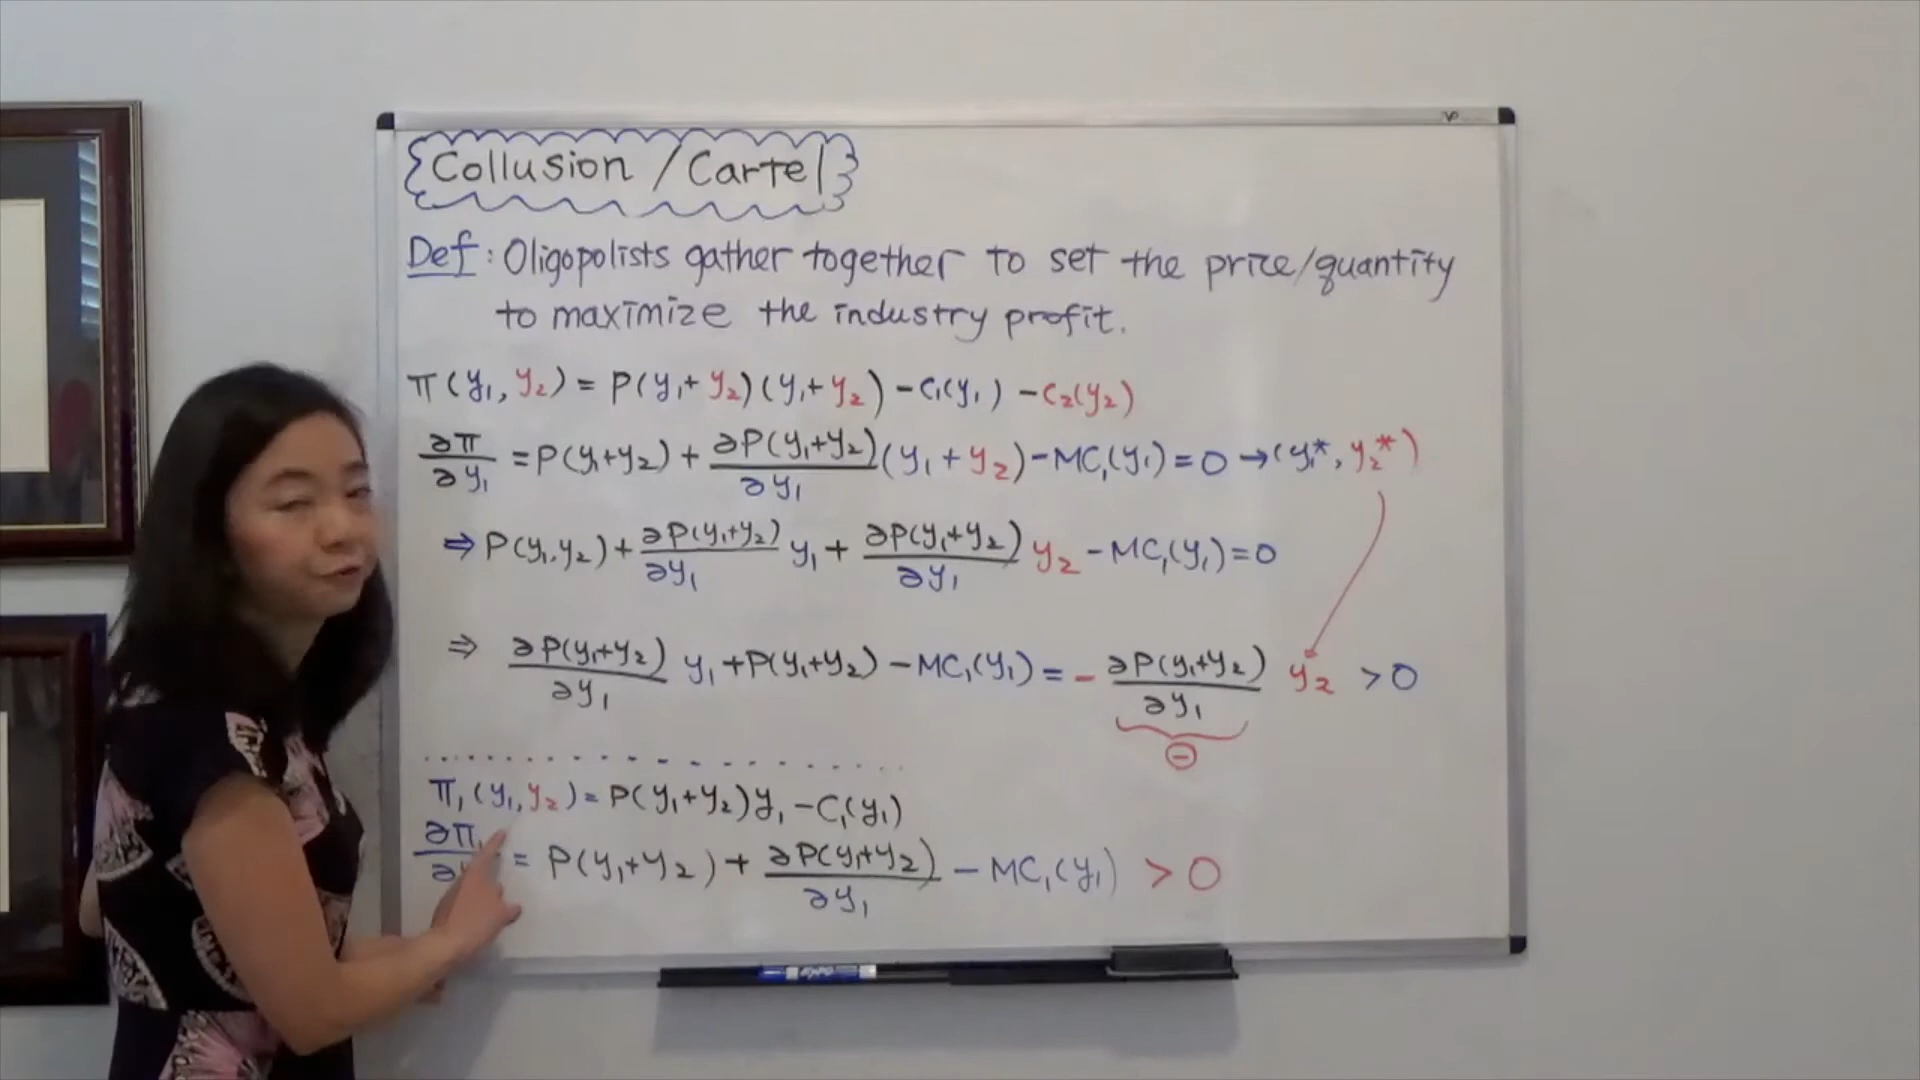 Collusion / Cartel
Def: Oligopolists gather together to set the price/quantity
to maximize the industry profit.
π(y₁, y₂) = P(y₁+y₂)(y₁+y₂) - C₁(y₁) - C₂(y₂)
∂π/∂y₁ = P(y₁+y₂) + ∂P(y₁+y₂)/∂y₁ (y₁+y₂) - MC₁(y₁) = 0 → (y₁*, y₂*)
⇒ P(y₁,y₂) + ∂P(y₁+y₂)/∂y₁ y₁ + ∂P(y₁+y₂)/∂y₁ y₂ - MC₁(y₁) = 0
⇒ ∂P(y₁+y₂)/∂y₁ y₁ + P(y₁+y₂) - MC₁(y₁) = - ∂P(y₁+y₂)/∂y₁ y₂ > 0
⊖
π₁(y₁,y₂) = P(y₁+y₂)y₁ - C₁(y₁)
∂π₁/∂ = P(y₁+y₂) + ∂P(y₁+y₂)/∂y₁ - MC₁(y₁) > 0
EXPO